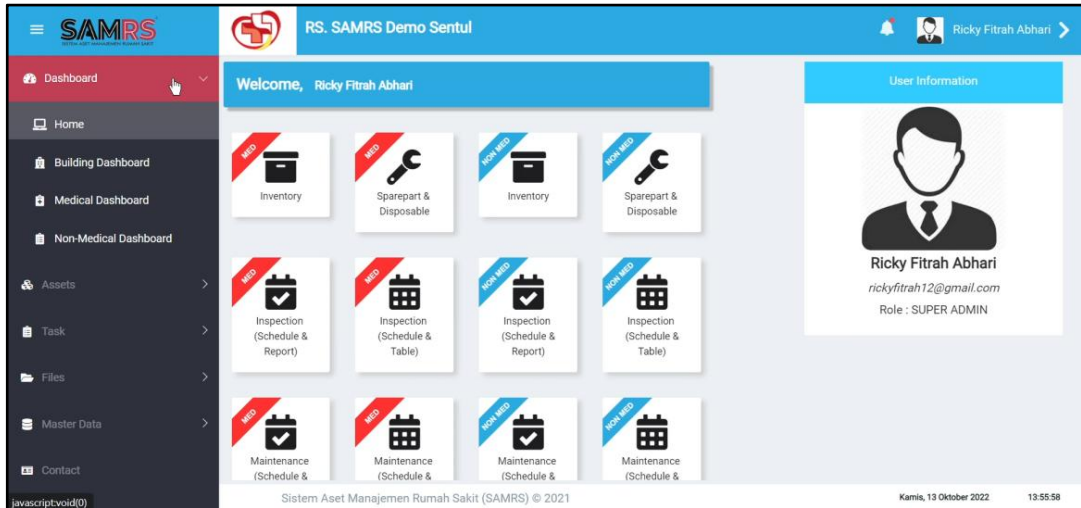 SAMRS
SISTEM ASET MANAJEMEN RUMAH SAKIT
RS. SAMRS Demo Sentul
Ricky Fitrah Abhari
Dashboard
Home
Building Dashboard
Medical Dashboard
Non-Medical Dashboard
Assets
Task
Files
Master Data
Contact
javascript:void(0)
Welcome, Ricky Fitrah Abhari
MED
Inventory
MED
Sparepart &
Disposable
NON MED
Inventory
NON MED
Sparepart &
Disposable
MED
Inspection
(Schedule &
Report)
MED
Inspection
(Schedule &
Table)
NON MED
Inspection
(Schedule &
Report)
NON MED
Inspection
(Schedule &
Table)
MED
Maintenance
(Schedule &
MED
Maintenance
(Schedule &
NON MED
Maintenance
(Schedule &
NON MED
Maintenance
(Schedule &
User Information
Ricky Fitrah Abhari
rickyfitrah12@gmail.com
Role : SUPER ADMIN
Sistem Aset Manajemen Rumah Sakit (SAMRS) © 2021
Kamis, 13 Oktober 2022 13:55:58